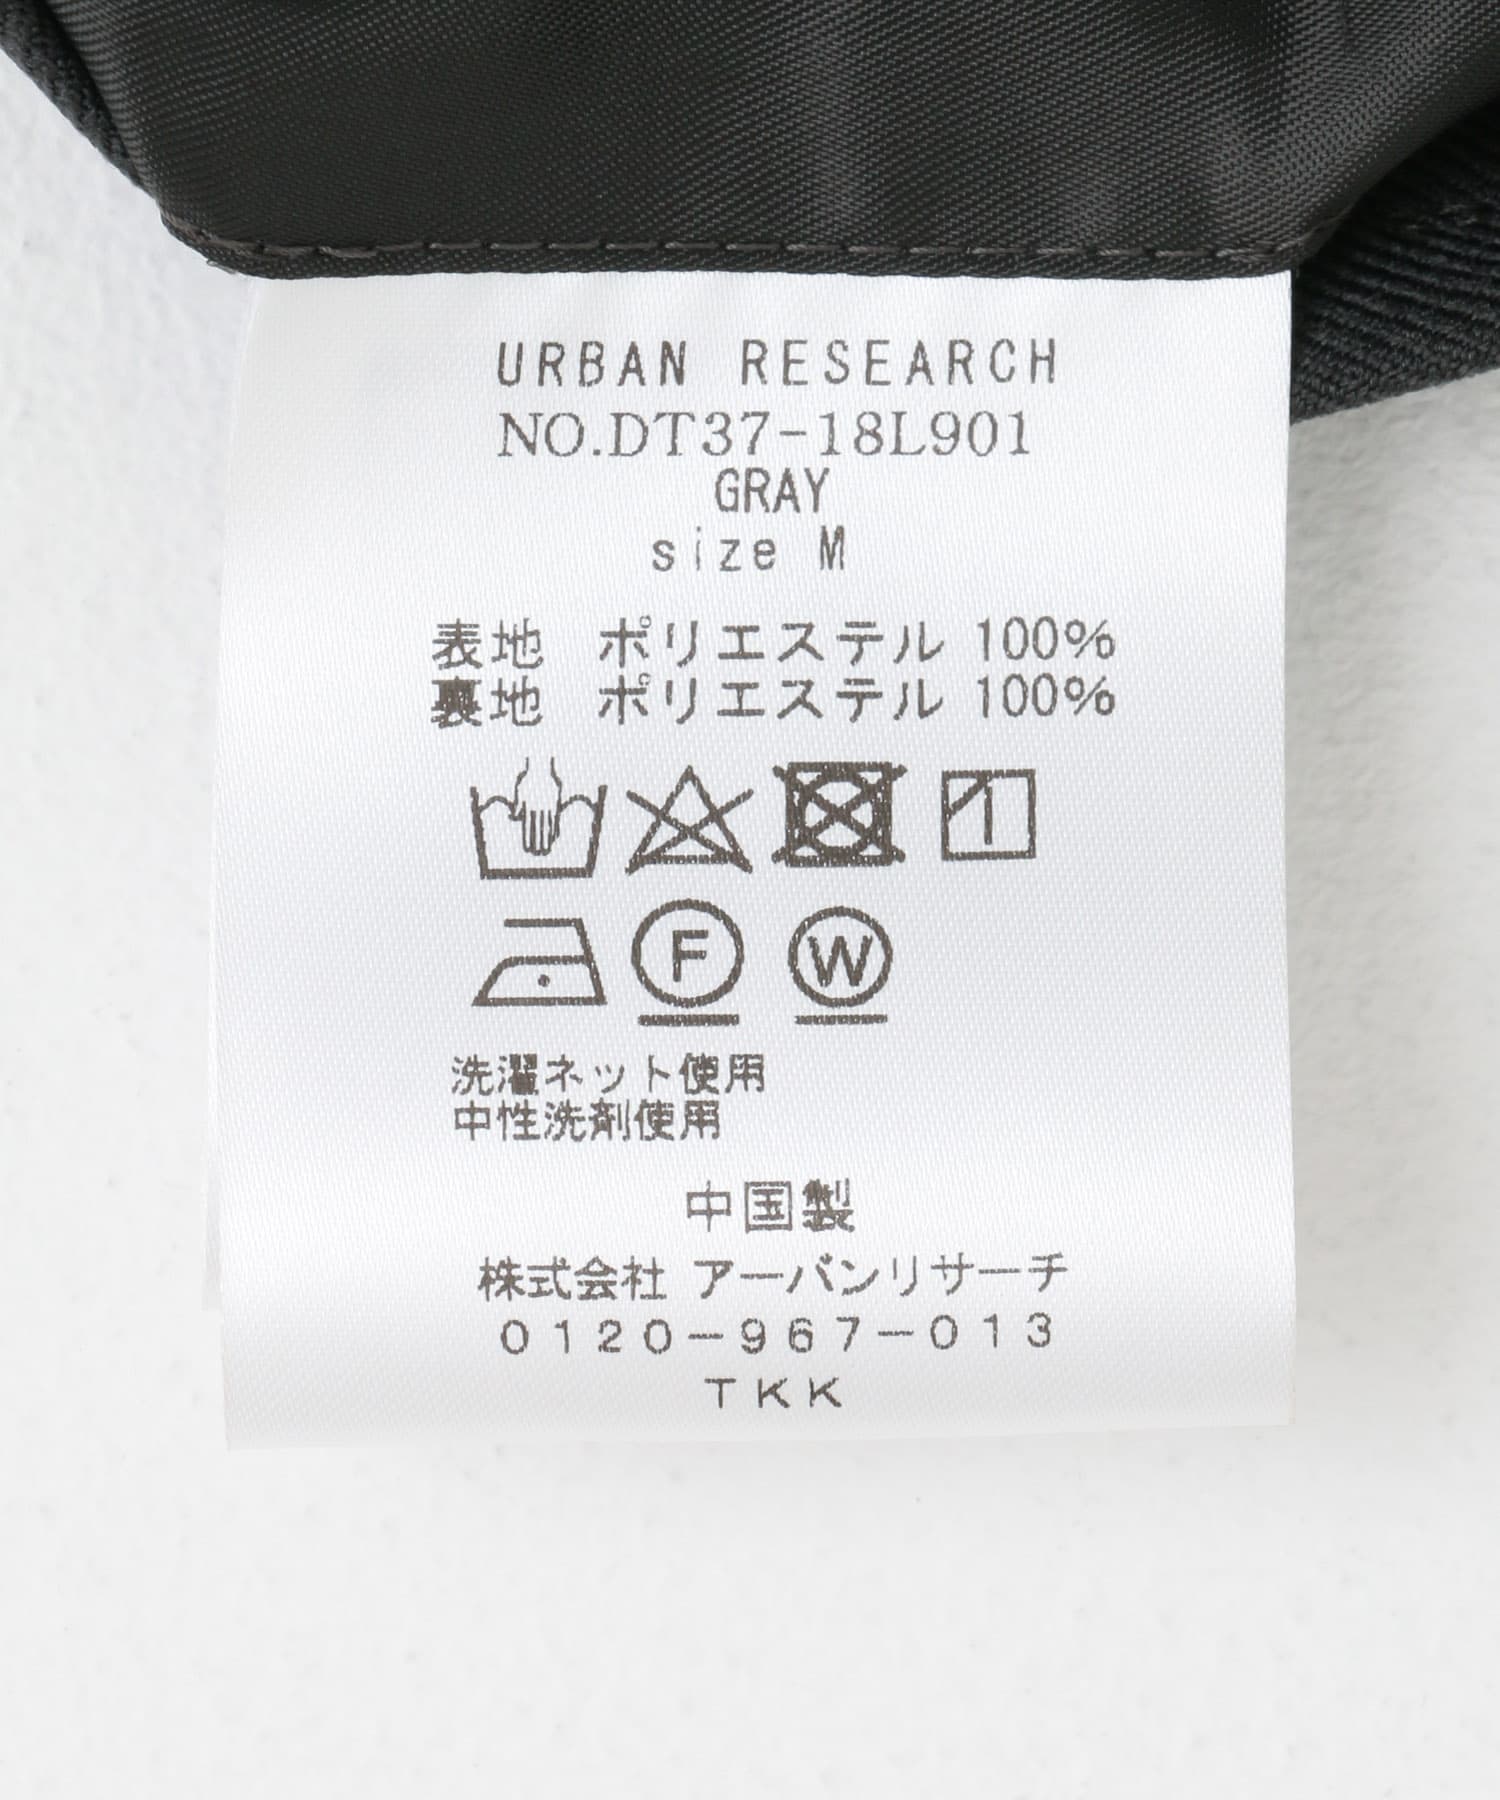 URBAN RESEARCH
NO.DT37-18L901
GRAY
size M
表地 ポリエステル 100%
裏地 ポリエステル 100%
F W
洗濯ネット使用
中性洗剤使用
中国製
株式会社 アーバンリサーチ
0120-967-013
TKK